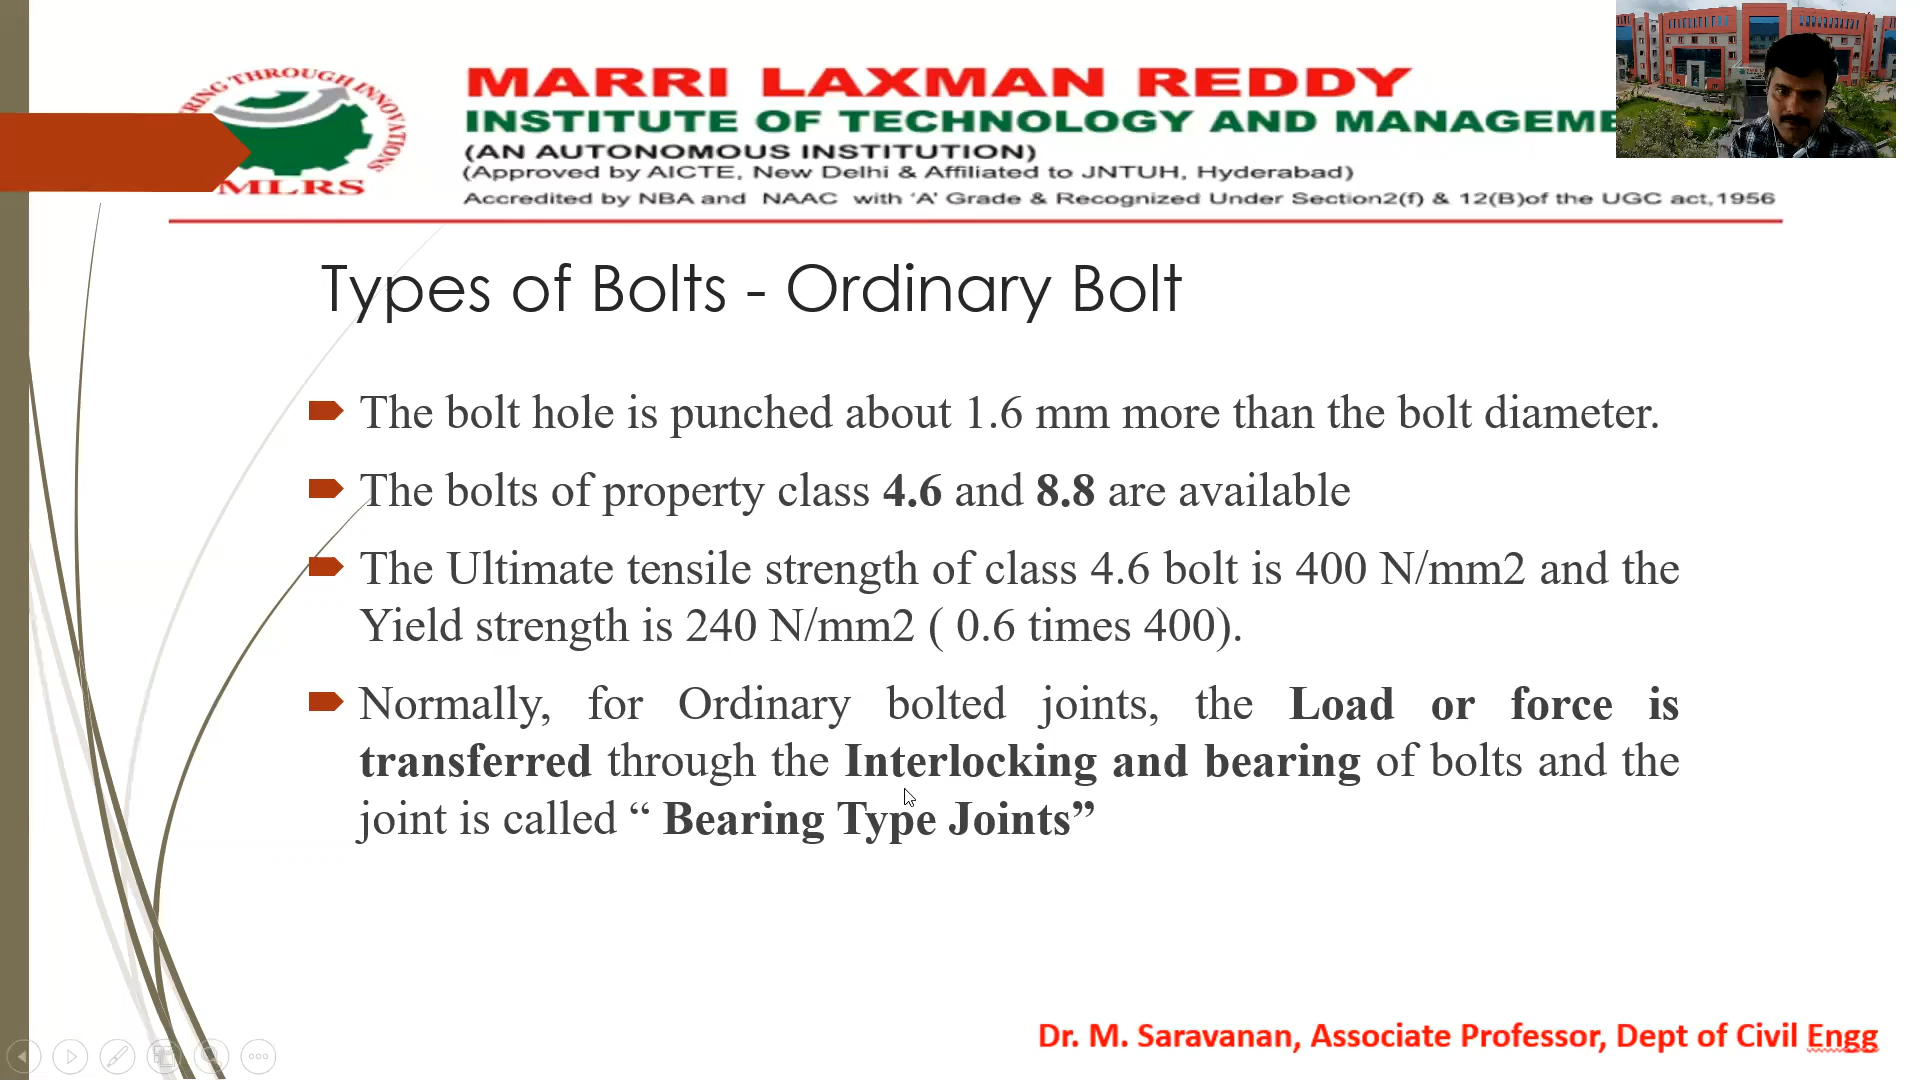 RING THROUGH INNOVATIONS
MLRS
MARRI LAXMAN REDDY
INSTITUTE OF TECHNOLOGY AND MANAGEME
(AN AUTONOMOUS INSTITUTION)
(Approved by AICTE, New Delhi & Affiliated to JNTUH, Hyderabad)
Accredited by NBA and NAAC with 'A' Grade & Recognized Under Section2(f) & 12(B)of the UGC act,1956
Types of Bolts - Ordinary Bolt
The bolt hole is punched about 1.6 mm more than the bolt diameter.
The bolts of property class 4.6 and 8.8 are available
The Ultimate tensile strength of class 4.6 bolt is 400 N/mm2 and the
Yield strength is 240 N/mm2 ( 0.6 times 400).
Normally, for Ordinary bolted joints, the Load or force is
transferred through the Interlocking and bearing of bolts and the
joint is called “ Bearing Type Joints”
Dr. M. Saravanan, Associate Professor, Dept of Civil Engg